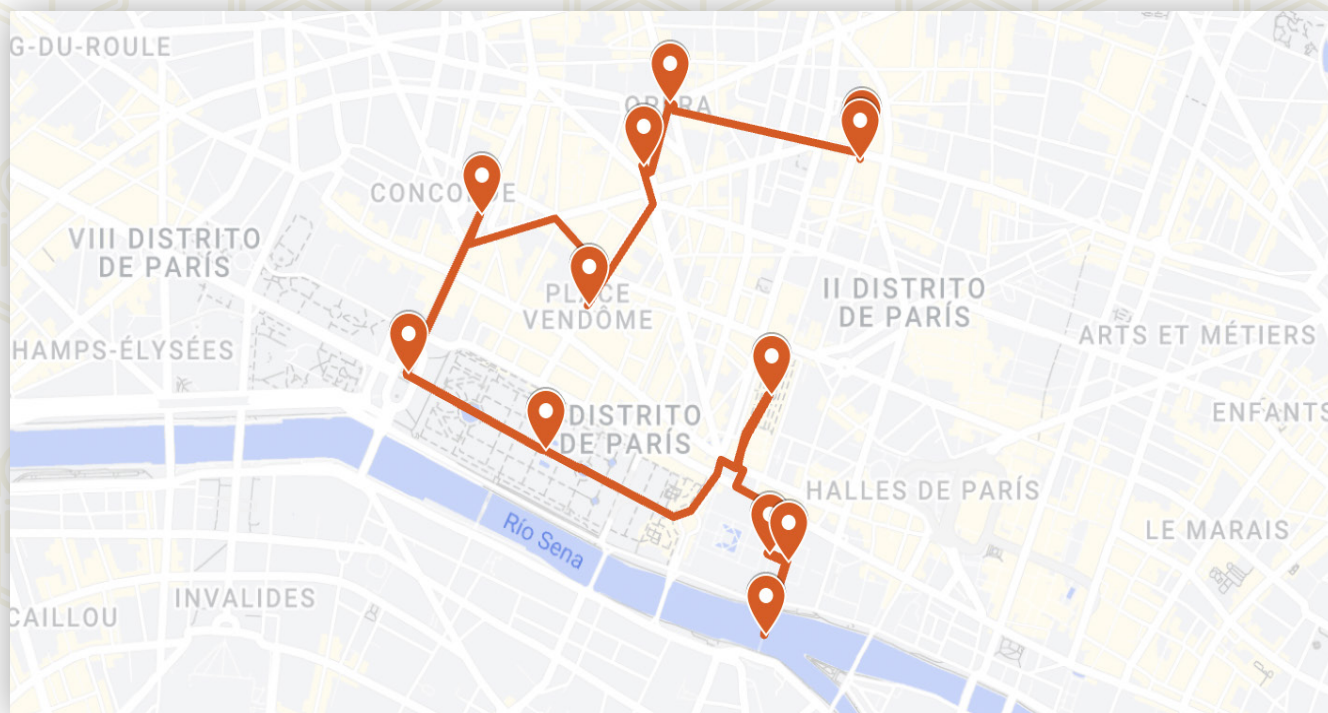 G-DU-ROULE
OPERA
CONCORDE
VIII DISTRITO
DE PARÍS
PLACE
VENDÔME
II DISTRITO
DE PARÍS
ARTS ET MÉTIERS
HAMPS-ÉLYSÉES
DISTRITO
DE PARÍS
ENFANTS
HALLES DE PARÍS
LE MARAIS
Río Sena
INVALIDES
CAILLOU